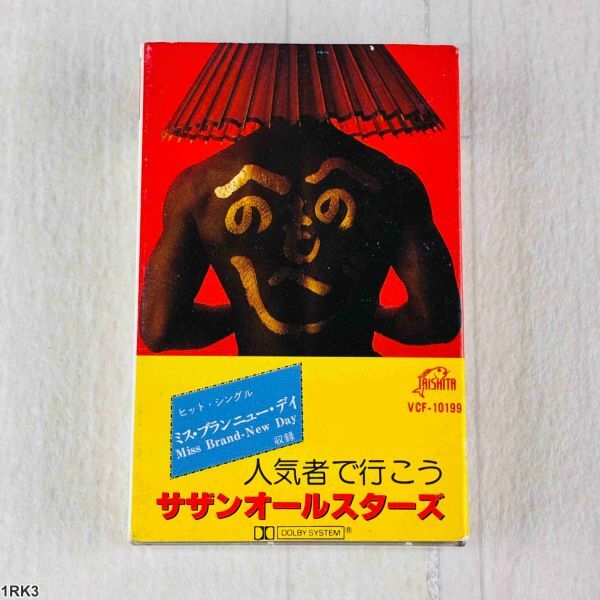 へ へ
の の
も
へ
じ
TAISHITA
VCF-10199
ヒット・シングル
ミス・ブランニュー・デイ
Miss Brand-New Day
収録
人気者で行こう
サザンオールスターズ
DOLBY SYSTEM ®
1RK3